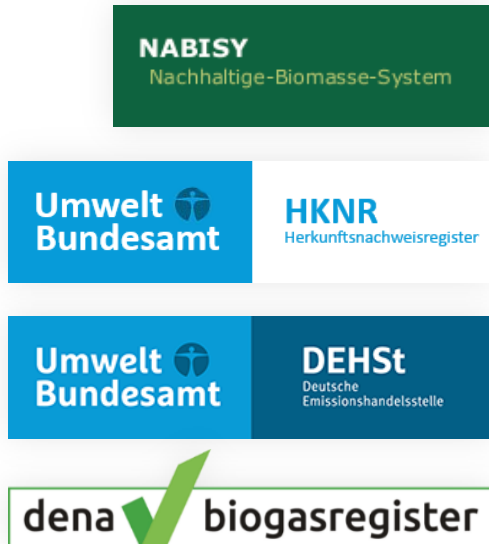 NABISY
Nachhaltige-Biomasse-System
Umwelt
Bundesamt
HKNR
Herkunftsnachweisregister
Umwelt
Bundesamt
DEHSt
Deutsche
Emissionshandelsstelle
dena biogasregister